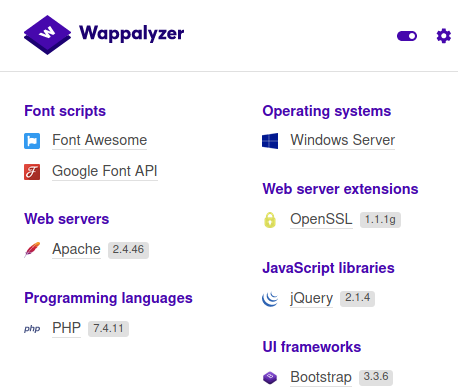 Wappalyzer
Font scripts
Font Awesome
Google Font API
Web servers
Apache 2.4.46
Programming languages
php PHP 7.4.11
Operating systems
Windows Server
Web server extensions
OpenSSL 1.1.1g
JavaScript libraries
jQuery 2.1.4
UI frameworks
Bootstrap 3.3.6